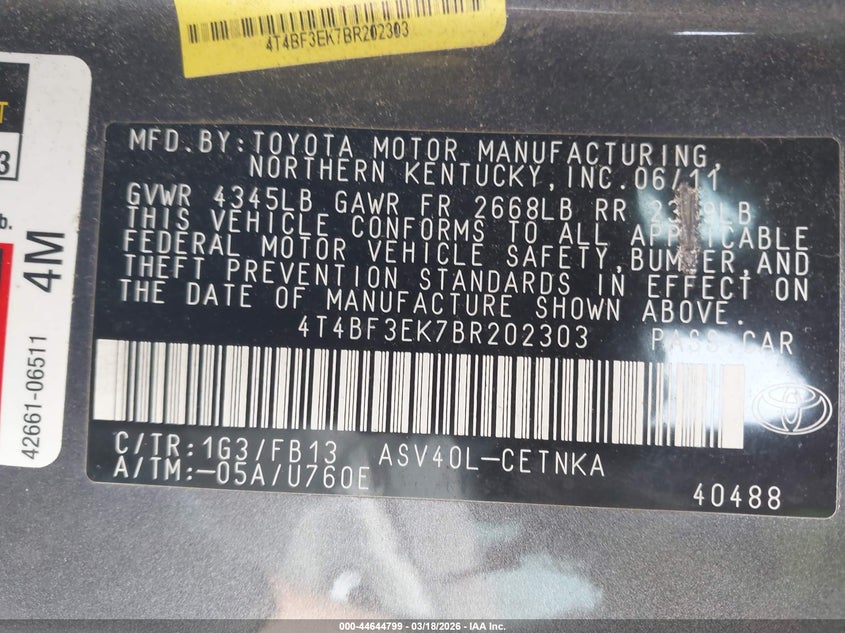 4T4BF3EK7BR202303
T
3
b.
4M
42661-06511
MFD.BY:TOYOTA MOTOR MANUFACTURING,
NORTHERN KENTUCKY,INC.06/11
GVWR 4345LB GAWR FR 2668LB RR
THIS VEHICLE CONFORMS TO ALL APPLICABLE
FEDERAL MOTOR VEHICLE SAFETY,BUMPER,AND
THEFT PREVENTION STANDARDS IN EFFECT ON
THE DATE OF MANUFACTURE SHOWN ABOVE.
4T4BF3EK7BR202303 PASS.CAR
C/TR:1G3/FB13 ASV40L-CETNKA
A/TM:-05A/U760E
40488
000-44644799 — 03/18/2026 — IAA Inc.